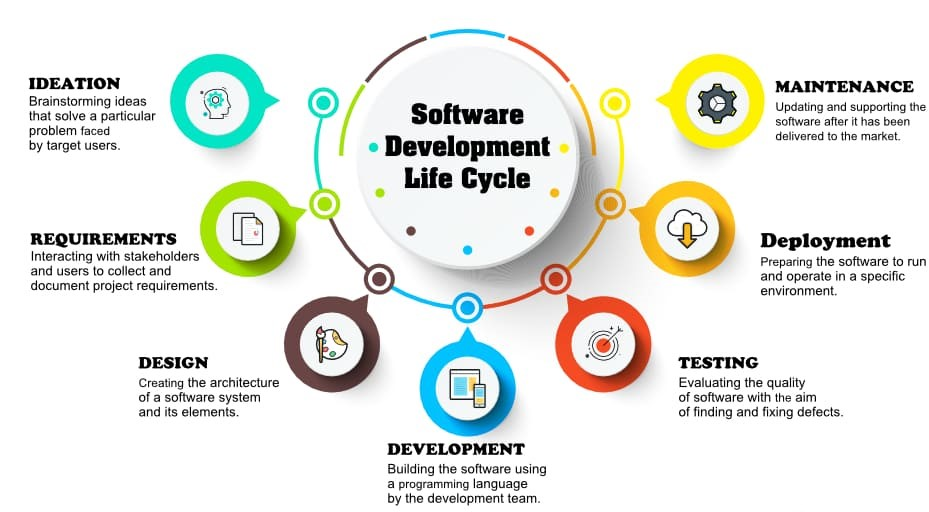 Software
Development
Life Cycle
IDEATION
Brainstorming ideas
that solve a particular
problem faced
by target users.
REQUIREMENTS
Interacting with stakeholders
and users to collect and
document project requirements.
DESIGN
Creating the architecture
of a software system
and its elements.
DEVELOPMENT
Building the software using
a programming language
by the development team.
TESTING
Evaluating the quality
of software with the aim
of finding and fixing defects.
Deployment
Preparing the software to run
and operate in a specific
environment.
MAINTENANCE
Updating and supporting the
software after it has been
delivered to the market.